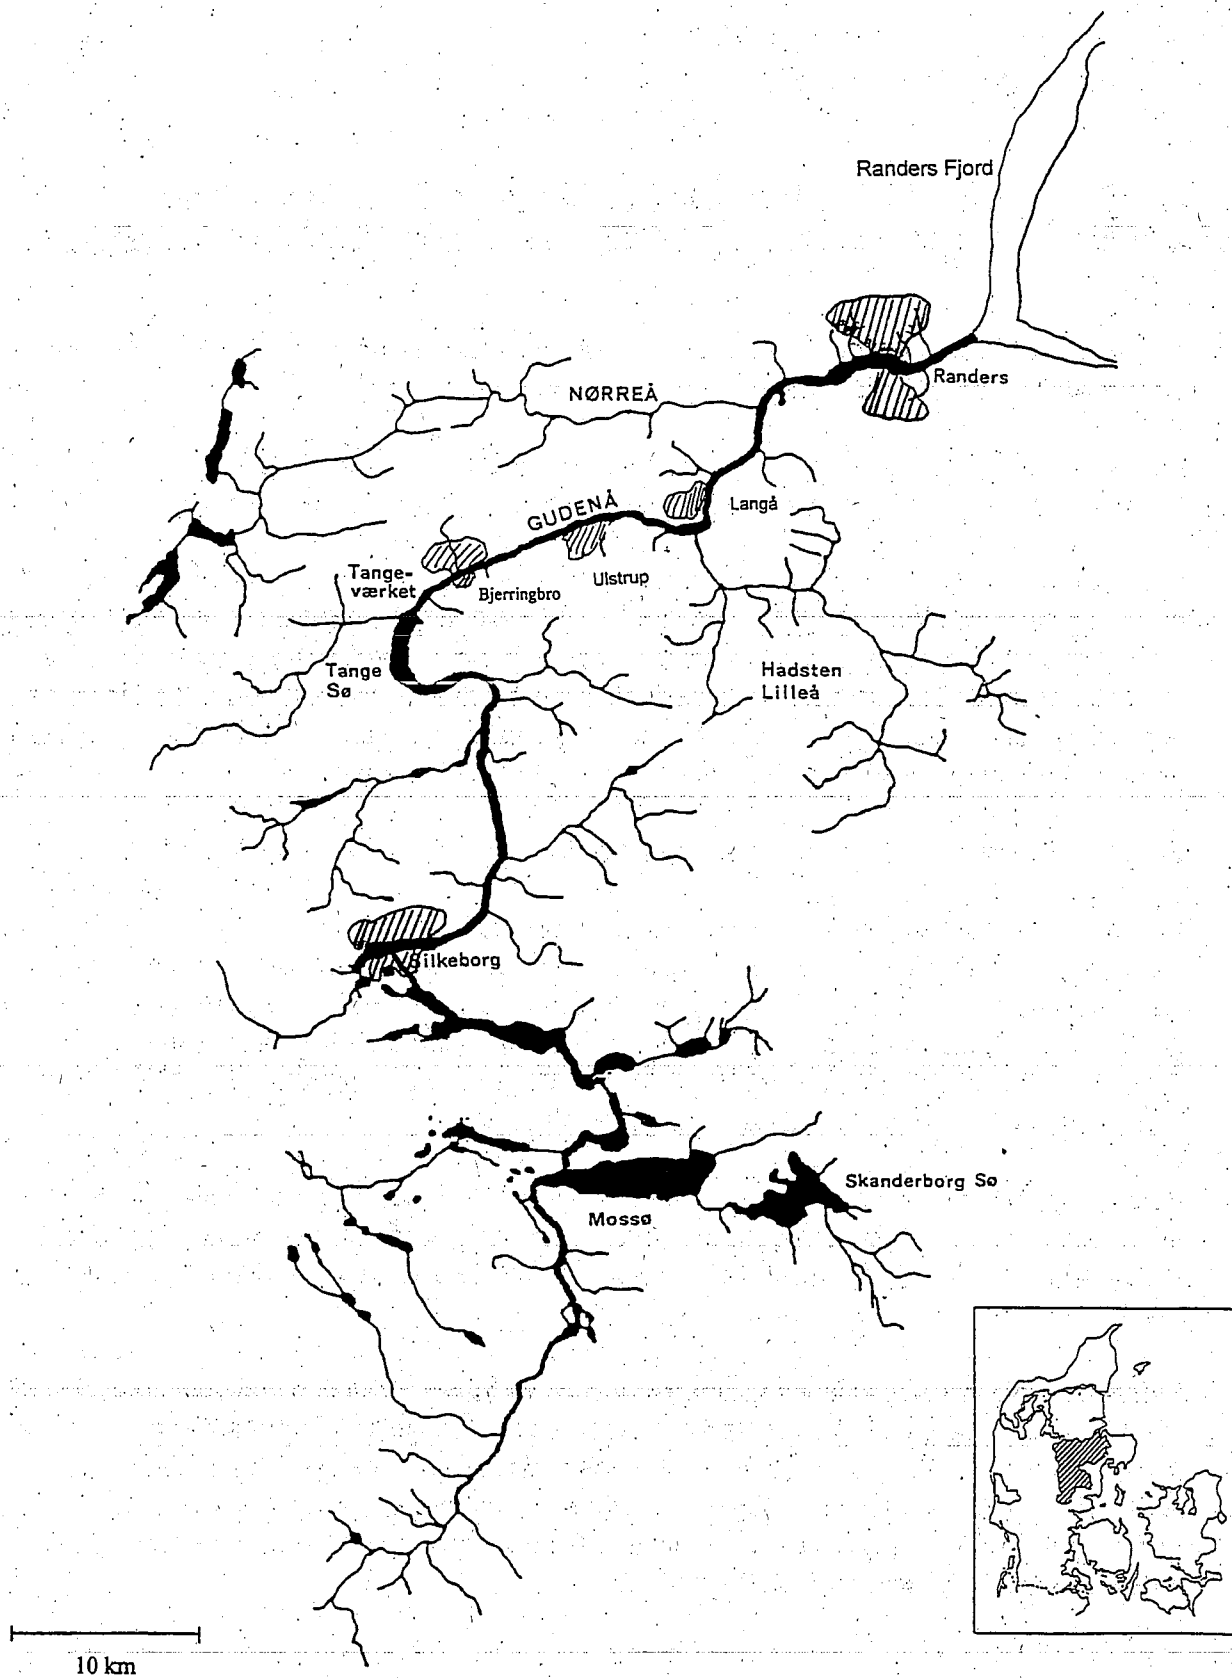 Randers Fjord
Randers
NØRREÅ
Langå
GUDENÅ
Ulstrup
Tange-
værket
Bjerringbro
Tange
Sø
Hadsten
Lilleå
Silkeborg
Skanderborg Sø
Mossø
10 km